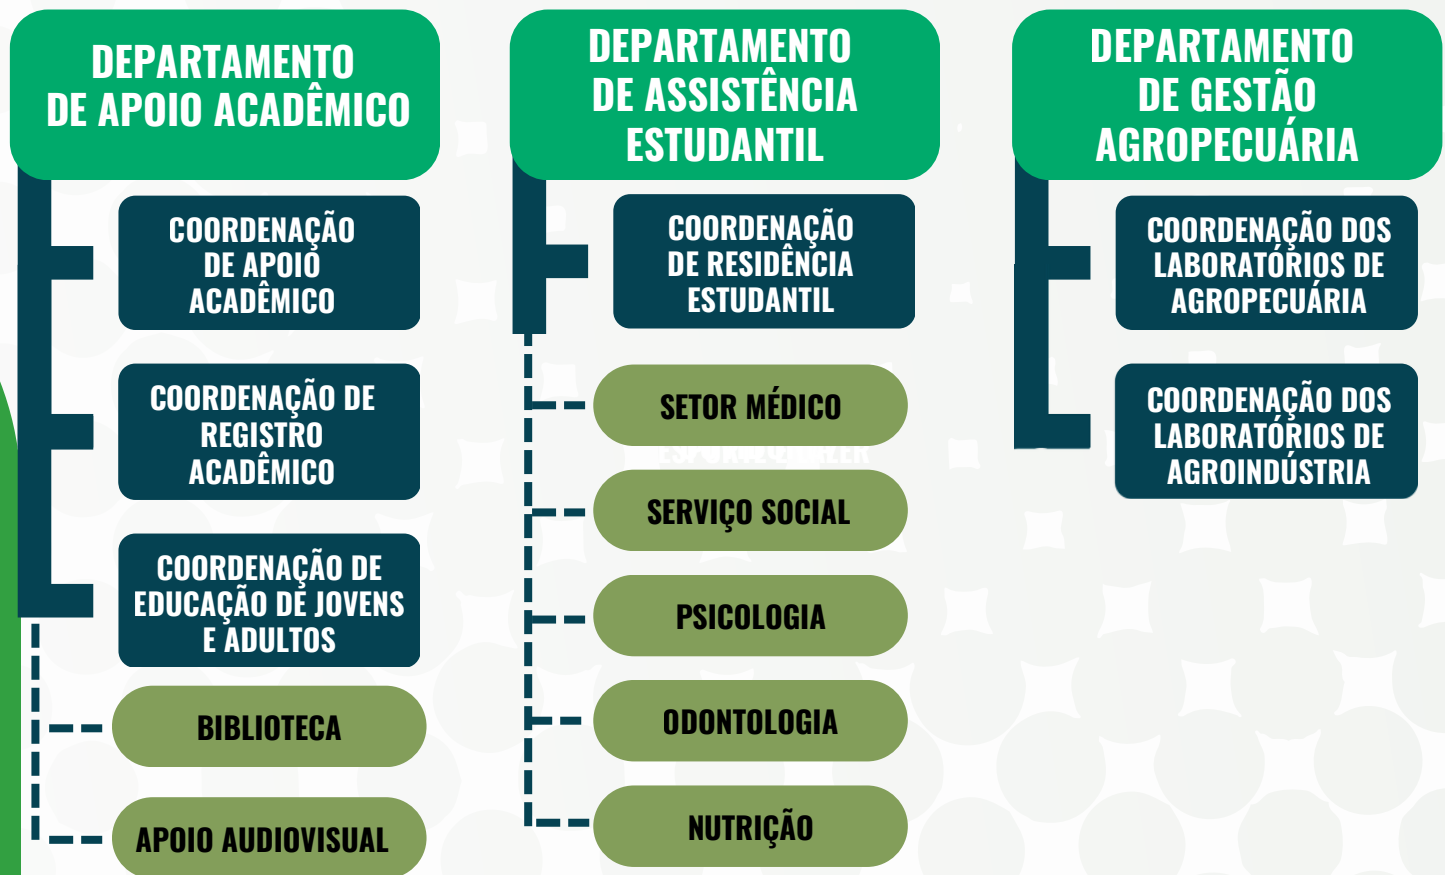 DEPARTAMENTO
DE APOIO ACADÊMICO
COORDENAÇÃO
DE APOIO
ACADÊMICO
COORDENAÇÃO DE
REGISTRO
ACADÊMICO
COORDENAÇÃO DE
EDUCAÇÃO DE JOVENS
E ADULTOS
BIBLIOTECA
APOIO AUDIOVISUAL
DEPARTAMENTO
DE ASSISTÊNCIA
ESTUDANTIL
COORDENAÇÃO
DE RESIDÊNCIA
ESTUDANTIL
SETOR MÉDICO
SERVIÇO SOCIAL
PSICOLOGIA
ODONTOLOGIA
NUTRIÇÃO
DEPARTAMENTO
DE GESTÃO
AGROPECUÁRIA
COORDENAÇÃO DOS
LABORATÓRIOS DE
AGROPECUÁRIA
COORDENAÇÃO DOS
LABORATÓRIOS DE
AGROINDÚSTRIA